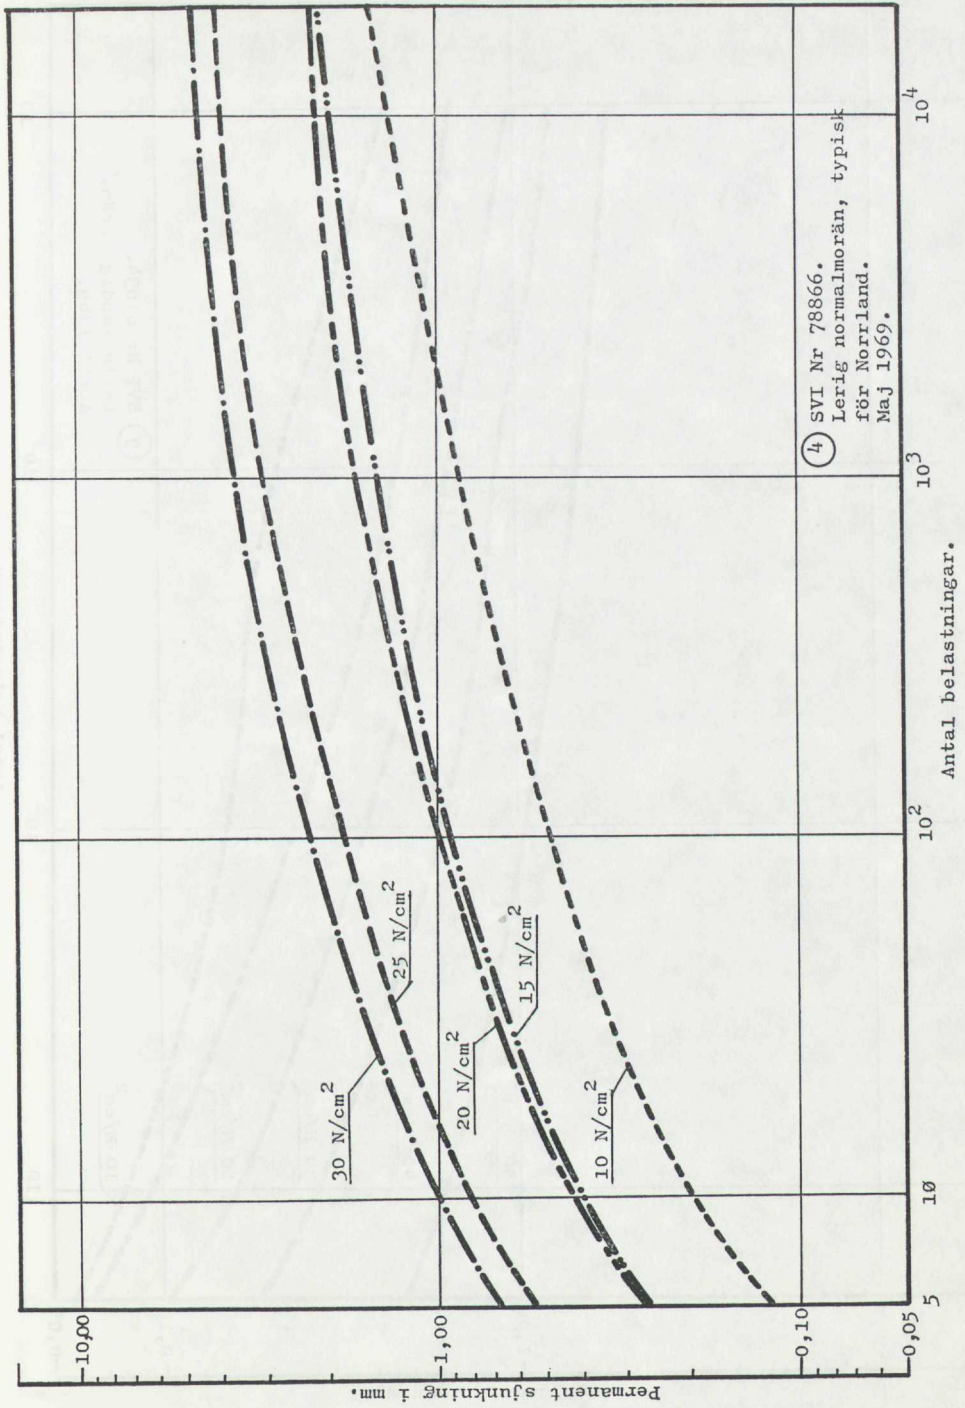 30 N/cm2
25 N/cm2
20 N/cm2
15 N/cm2
10 N/cm2
④ SVI Nr 78866.
Lerig normalmorän, typisk
för Norrland.
Maj 1969.
Permanent sjunkning i mm.
10,00
1,00
0,10
0,05
5
10
102
103
104
Antal belastningar.